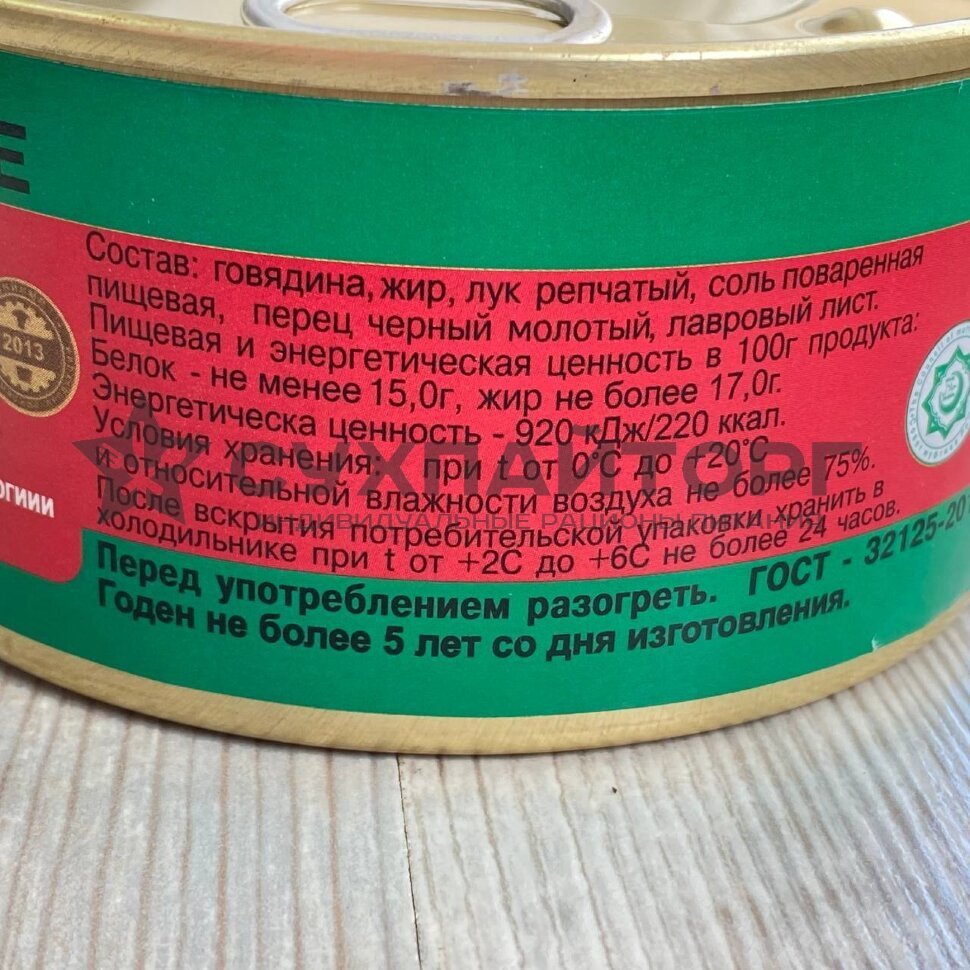 Е
Состав: говядина, жир, лук репчатый, соль поваренная
пищевая, перец черный молотый, лавровый лист.
Пищевая и энергетическая ценность в 100г продукта:
Белок - не менее 15,0г, жир не более 17,0г.
Энергетическа ценность - 920 кДж/220 ккал.
Условия хранения: при t от 0°С до +20°С
и относительной влажности воздуха не более 75%.
После вскрытия потребительской упаковки хранить в
холодильнике при t от +2С до +6С не более 24 часов.
Перед употреблением разогреть. ГОСТ - 32125-20
Годен не более 5 лет со дня изготовления.
2013
огиии
СУХПАЙТОРГ
ИНДИВИДУАЛЬНЫЕ РАЦИОНЫ ПИТАНИЯ